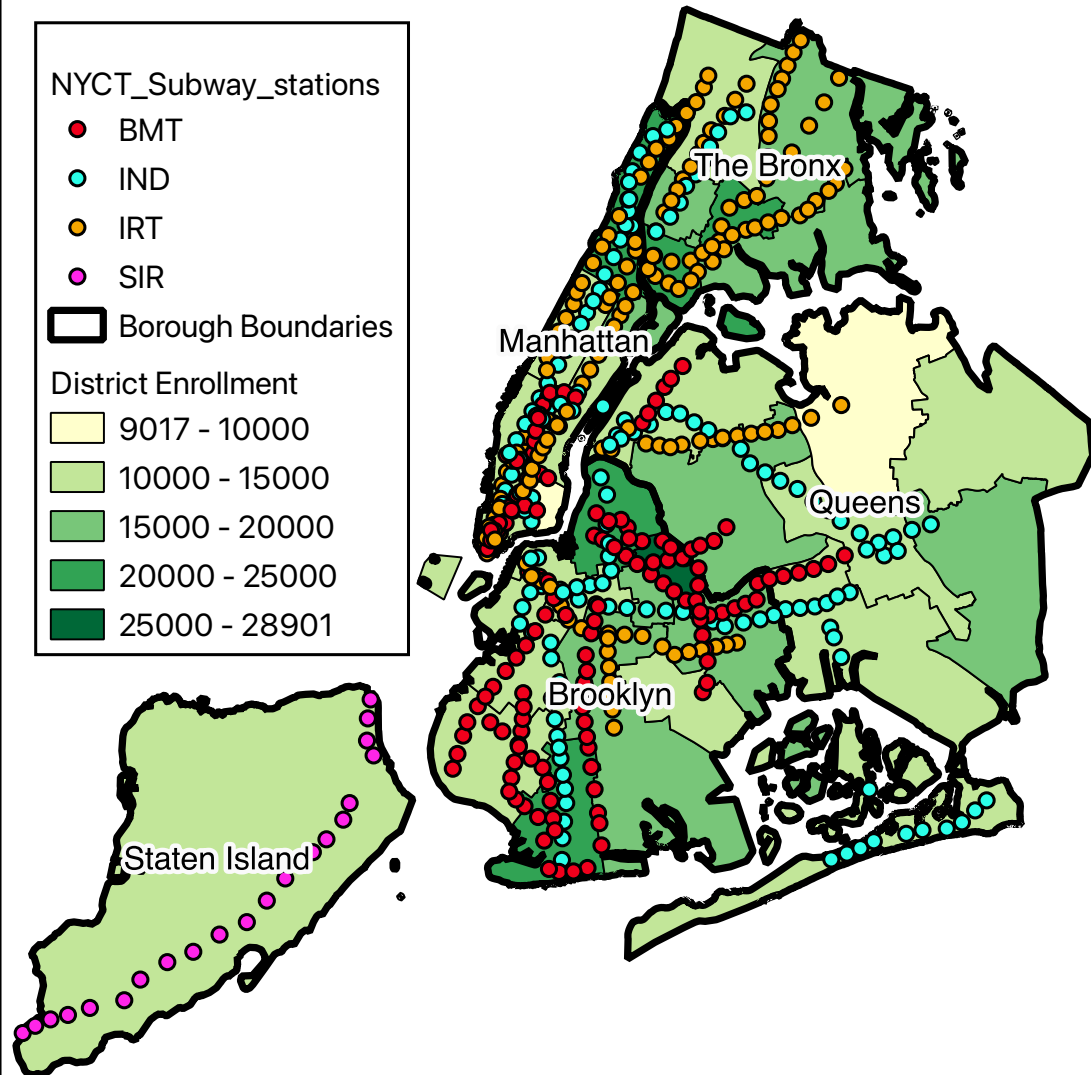 NYCT_Subway_stations
BMT
IND
IRT
SIR
Borough Boundaries
District Enrollment
9017 - 10000
10000 - 15000
15000 - 20000
20000 - 25000
25000 - 28901
The Bronx
Manhattan
Queens
Brooklyn
Staten Island